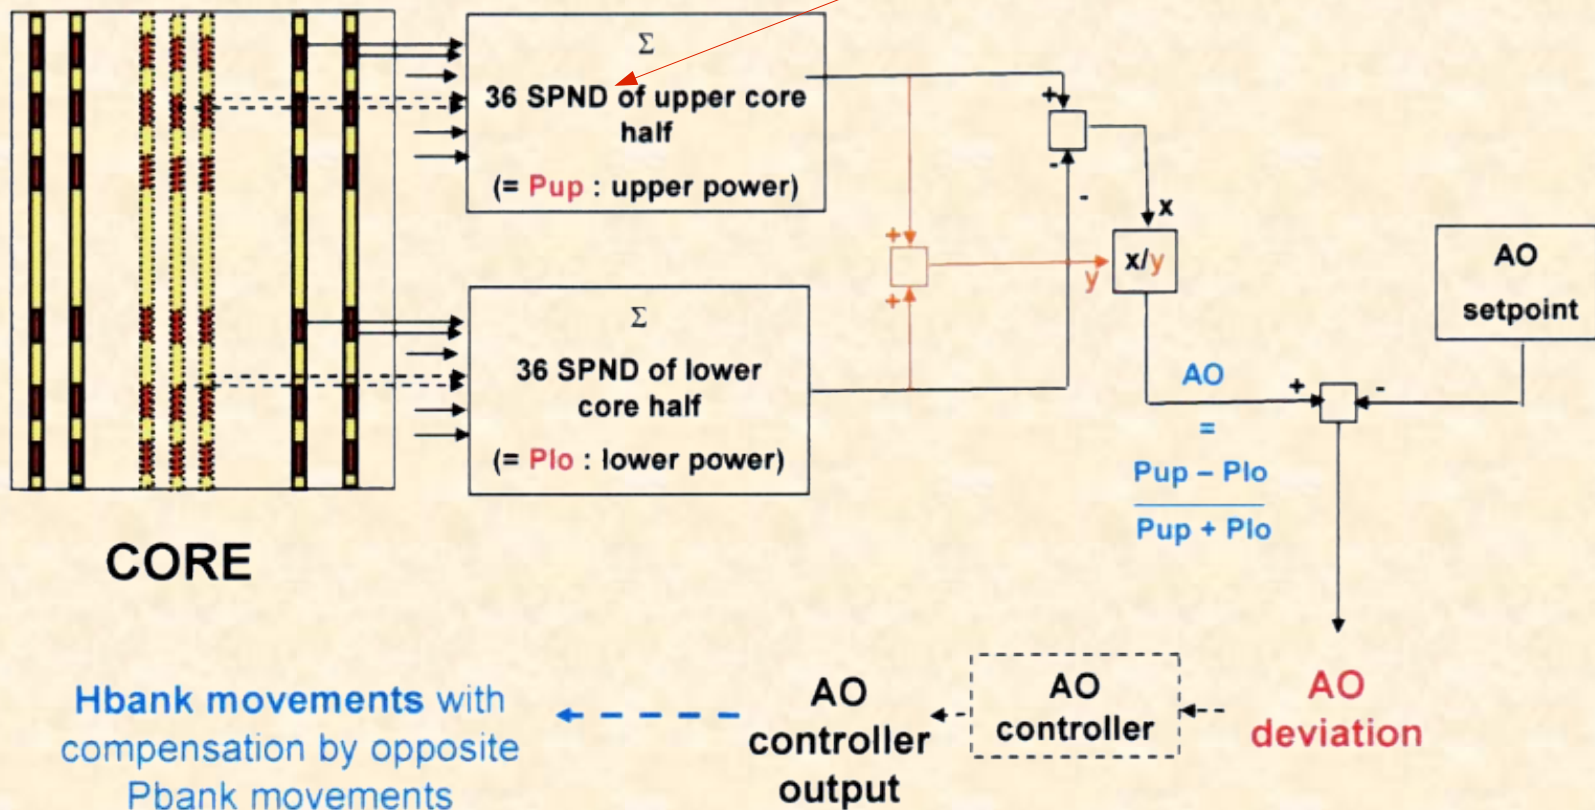 Σ
36 SPND of upper core
half
(= Pup : upper power)
+
-
-
x
+
+
y
x/y
AO
setpoint
Σ
36 SPND of lower
core half
(= Plo : lower power)
AO
=
Pup – Plo
Pup + Plo
+
-
CORE
Hbank movements with
compensation by opposite
Pbank movements
AO
controller
output
AO
controller
AO
deviation